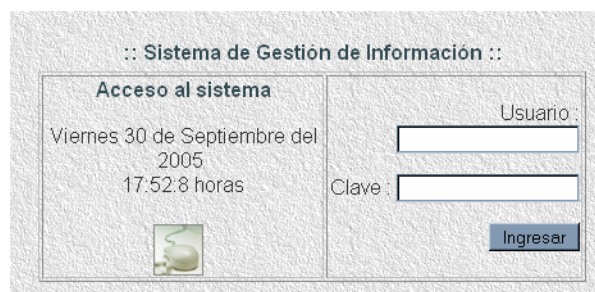 :: Sistema de Gestión de Información ::
Acceso al sistema
Viernes 30 de Septiembre del
2005
17:52:8 horas
Usuario :
Clave :
Ingresar